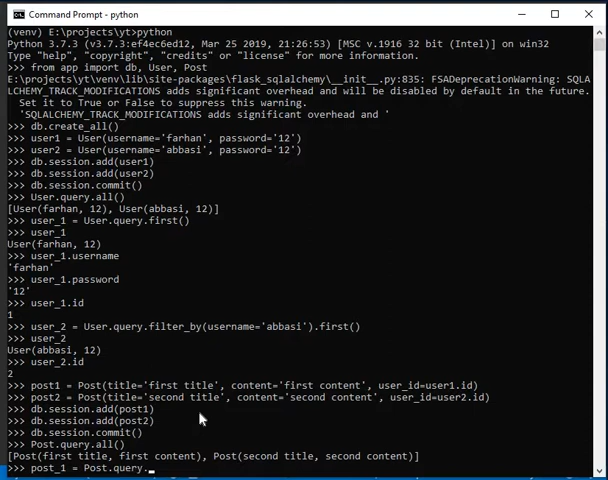 Command Prompt - python
(venv) E:\projects\yt>python
Python 3.7.3 (v3.7.3:ef4ec6ed12, Mar 25 2019, 21:26:53) [MSC v.1916 32 bit (Intel)] on win32
Type "help", "copyright", "credits" or "license" for more information.
>>> from app import db, User, Post
E:\projects\yt\venv\lib\site-packages\flask_sqlalchemy\__init__.py:835: FSADeprecationWarning: SQLA
LCHEMY_TRACK_MODIFICATIONS adds significant overhead and will be disabled by default in the future.
  Set it to True or False to suppress this warning.
  'SQLALCHEMY_TRACK_MODIFICATIONS adds significant overhead and '
>>> db.create_all()
>>> user1 = User(username='farhan', password='12')
>>> user2 = User(username='abbasi', password='12')
>>> db.session.add(user1)
>>> db.session.add(user2)
>>> db.session.commit()
>>> User.query.all()
[User(farhan, 12), User(abbasi, 12)]
>>> user_1 = User.query.first()
>>> user_1
User(farhan, 12)
>>> user_1.username
'farhan'
>>> user_1.password
'12'
>>> user_1.id
1
>>> user_2 = User.query.filter_by(username='abbasi').first()
>>> user_2
User(abbasi, 12)
>>> user_2.id
2
>>> post1 = Post(title='first title', content='first content', user_id=user1.id)
>>> post2 = Post(title='second title', content='second content', user_id=user2.id)
>>> db.session.add(post1)
>>> db.session.add(post2)
>>> db.session.commit()
>>> Post.query.all()
[Post(first title, first content), Post(second title, second content)]
>>> post_1 = Post.query._